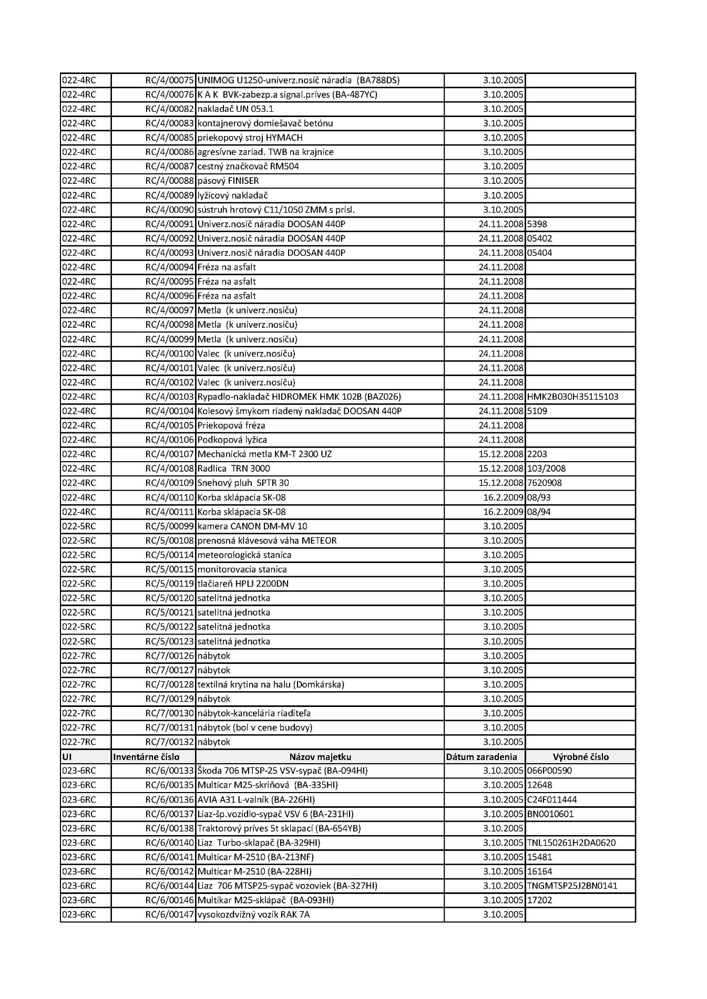 022-4RC RC/4/00075 UNIMOG U1250-univerz.nosič náradia (BA788DS) 3.10.2005
022-4RC RC/4/00076 K A K BVK-zabezp.a signal.príves (BA-487YC) 3.10.2005
022-4RC RC/4/00082 nakladač UN 053.1 3.10.2005
022-4RC RC/4/00083 kontajnerový domiešavač betónu 3.10.2005
022-4RC RC/4/00085 priekopový stroj HYMACH 3.10.2005
022-4RC RC/4/00086 agresívne zariad. TWB na krajnice 3.10.2005
022-4RC RC/4/00087 cestný značkovač RM504 3.10.2005
022-4RC RC/4/00088 pásový FINISER 3.10.2005
022-4RC RC/4/00089 lyžicový nakladač 3.10.2005
022-4RC RC/4/00090 sústruh hrotový C11/1050 ZMM s prísl. 3.10.2005
022-4RC RC/4/00091 Univerz.nosič náradia DOOSAN 440P 24.11.2008 5398
022-4RC RC/4/00092 Univerz.nosič náradia DOOSAN 440P 24.11.2008 05402
022-4RC RC/4/00093 Univerz.nosič náradia DOOSAN 440P 24.11.2008 05404
022-4RC RC/4/00094 Fréza na asfalt 24.11.2008
022-4RC RC/4/00095 Fréza na asfalt 24.11.2008
022-4RC RC/4/00096 Fréza na asfalt 24.11.2008
022-4RC RC/4/00097 Metla (k univerz.nosiču) 24.11.2008
022-4RC RC/4/00098 Metla (k univerz.nosiču) 24.11.2008
022-4RC RC/4/00099 Metla (k univerz.nosiču) 24.11.2008
022-4RC RC/4/00100 Valec (k univerz.nosiču) 24.11.2008
022-4RC RC/4/00101 Valec (k univerz.nosiču) 24.11.2008
022-4RC RC/4/00102 Valec (k univerz.nosiču) 24.11.2008
022-4RC RC/4/00103 Rypadlo-nakladač HIDROMEK HMK 102B (BAZ026) 24.11.2008 HMK2B030H35115103
022-4RC RC/4/00104 Kolesový šmykom riadený nakladač DOOSAN 440P 24.11.2008 5109
022-4RC RC/4/00105 Priekopová fréza 24.11.2008
022-4RC RC/4/00106 Podkopová lyžica 24.11.2008
022-4RC RC/4/00107 Mechanická metla KM-T 2300 UZ 15.12.2008 2203
022-4RC RC/4/00108 Radlica TRN 3000 15.12.2008 103/2008
022-4RC RC/4/00109 Snehový pluh SPTR 30 15.12.2008 7620908
022-4RC RC/4/00110 Korba sklápacia SK-08 16.2.2009 08/93
022-4RC RC/4/00111 Korba sklápacia SK-08 16.2.2009 08/94
022-5RC RC/5/00099 kamera CANON DM-MV 10 3.10.2005
022-5RC RC/5/00108 prenosná klávesová váha METEOR 3.10.2005
022-5RC RC/5/00114 meteorologická stanica 3.10.2005
022-5RC RC/5/00115 monitorovacia stanica 3.10.2005
022-5RC RC/5/00119 tlačiareň HPLJ 2200DN 3.10.2005
022-5RC RC/5/00120 satelitná jednotka 3.10.2005
022-5RC RC/5/00121 satelitná jednotka 3.10.2005
022-5RC RC/5/00122 satelitná jednotka 3.10.2005
022-5RC RC/5/00123 satelitná jednotka 3.10.2005
022-7RC RC/7/00126 nábytok 3.10.2005
022-7RC RC/7/00127 nábytok 3.10.2005
022-7RC RC/7/00128 textilná krytina na halu (Domkárska) 3.10.2005
022-7RC RC/7/00129 nábytok 3.10.2005
022-7RC RC/7/00130 nábytok-kancelária riaditeľa 3.10.2005
022-7RC RC/7/00131 nábytok (bol v cene budovy) 3.10.2005
022-7RC RC/7/00132 nábytok 3.10.2005
UI Inventárne číslo Názov majetku Dátum zaradenia Výrobné číslo
023-6RC RC/6/00133 Škoda 706 MTSP-25 VSV-sypač (BA-094HI) 3.10.2005 066P00590
023-6RC RC/6/00135 Multicar M25-skriňová (BA-335HI) 3.10.2005 12648
023-6RC RC/6/00136 AVIA A31 L-valník (BA-226HI) 3.10.2005 C24F011444
023-6RC RC/6/00137 Liaz-šp.vozidlo-sypač VSV 6 (BA-231HI) 3.10.2005 BN0010601
023-6RC RC/6/00138 Traktorový príves 5t sklapací (BA-654YB) 3.10.2005
023-6RC RC/6/00140 Liaz Turbo-sklapač (BA-329HI) 3.10.2005 TNL150261H2DA0620
023-6RC RC/6/00141 Multicar M-2510 (BA-213NF) 3.10.2005 15481
023-6RC RC/6/00142 Multicar M-2510 (BA-228HI) 3.10.2005 16164
023-6RC RC/6/00144 Liaz 706 MTSP25-sypač vozoviek (BA-327HI) 3.10.2005 TNGMTSP25J2BN0141
023-6RC RC/6/00146 Multikar M25-sklápač (BA-093HI) 3.10.2005 17202
023-6RC RC/6/00147 vysokozdvižný vozík RAK 7A 3.10.2005